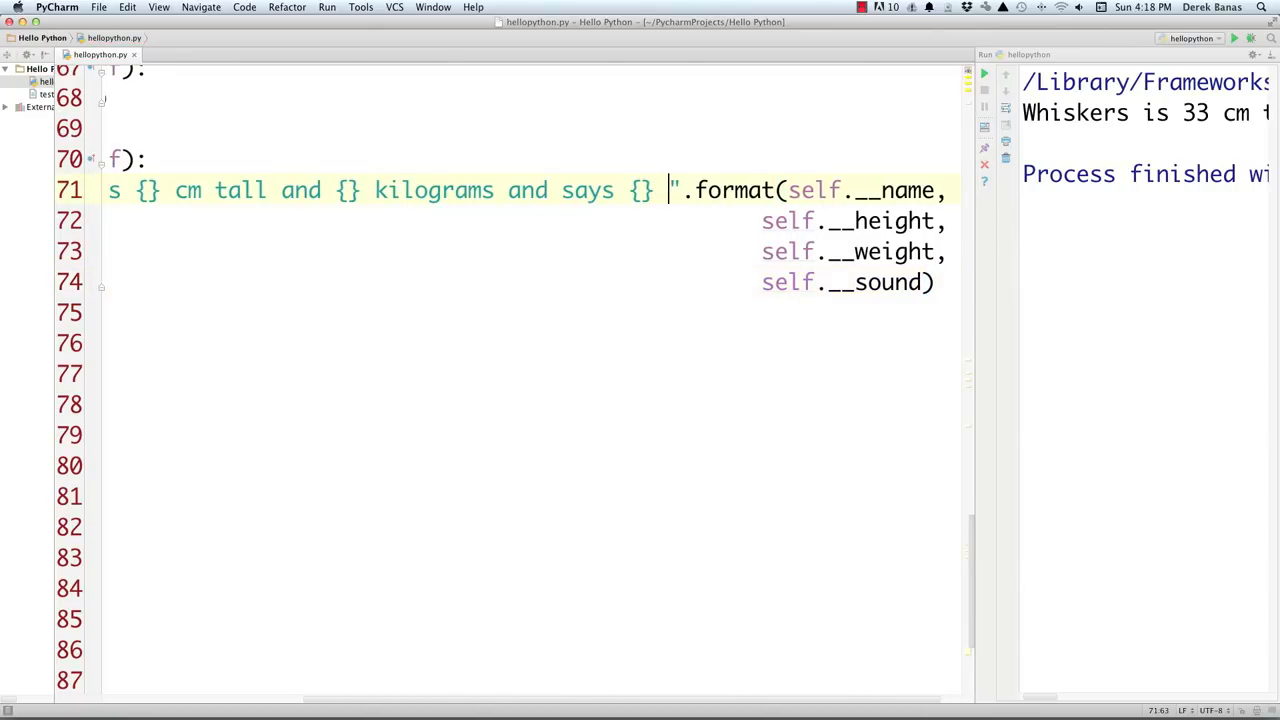 PyCharm File Edit View Navigate Code Refactor Run Tools VCS Window Help 10 Sun 4:18 PM Derek Banas
hellopython.py - Hello Python - [~/PycharmProjects/Hello Python]
Hello Python hellopython.py hellopython
hellopython.py Run hellopython
Hello P
hell
test
Externa
67 f):
68
69
70 f):
71 s {} cm tall and {} kilograms and says {} ".format(self.__name,
72 self.__height,
73 self.__weight,
74 self.__sound)
75
76
77
78
79
80
81
82
83
84
85
86
87
/Library/Frameworks
Whiskers is 33 cm t
Process finished wi
71:63 LF UTF-8